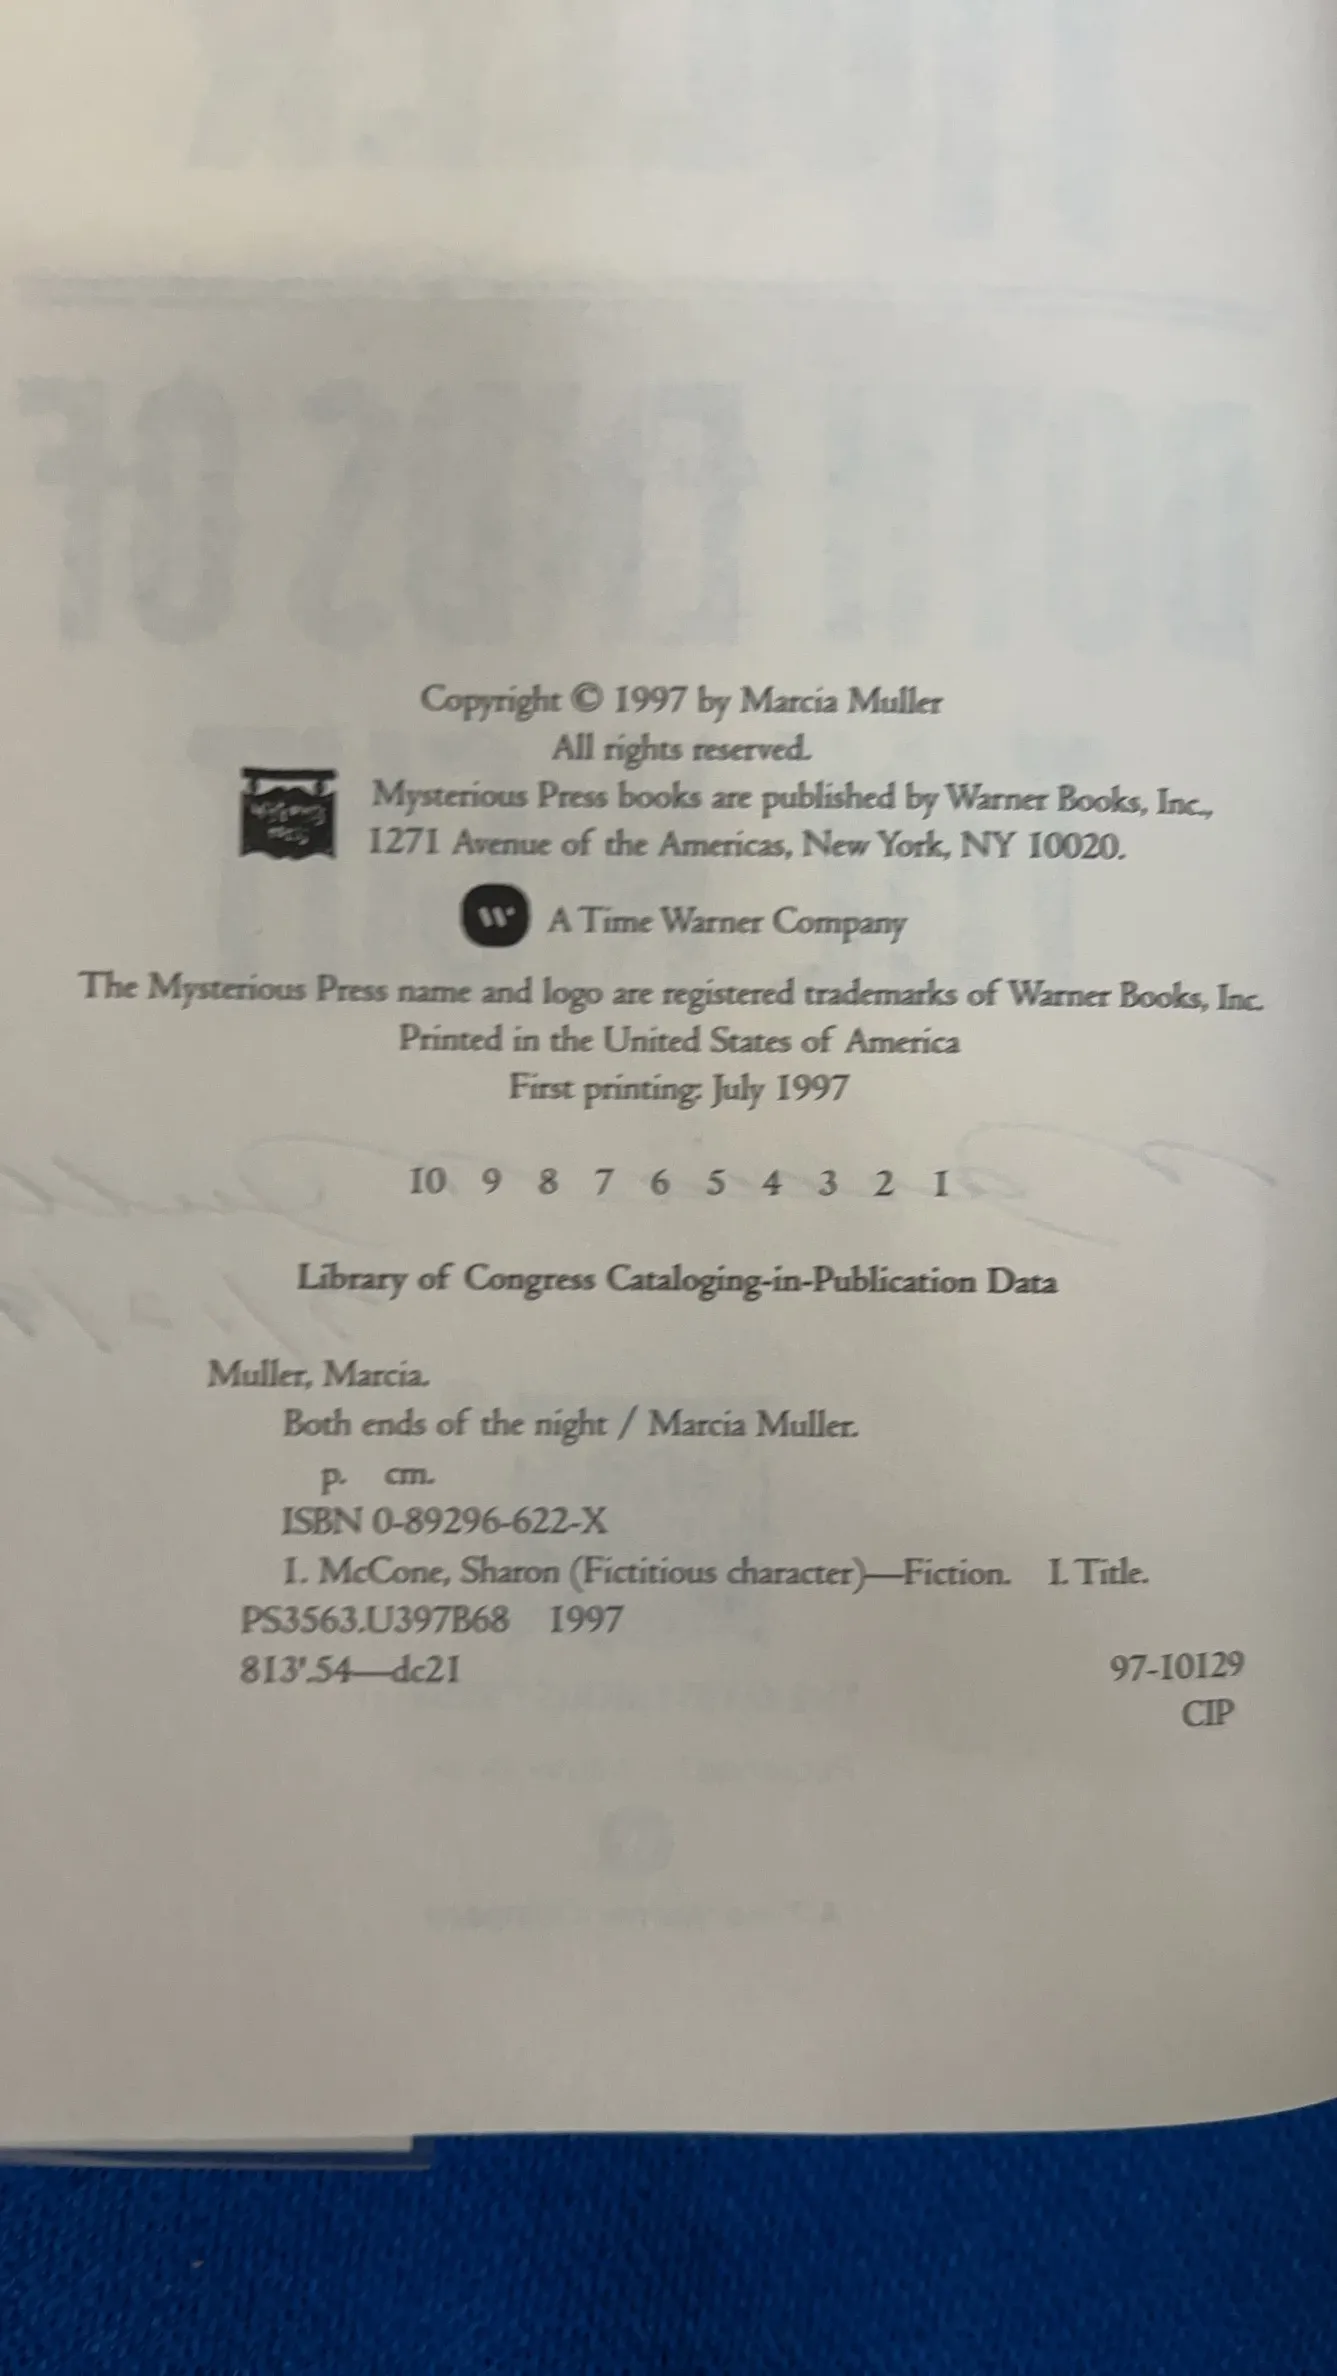 Copyright © 1997 by Marcia Muller
All rights reserved.
Mysterious Press books are published by Warner Books, Inc.,
1271 Avenue of the Americas, New York, NY 10020.
A Time Warner Company
The Mysterious Press name and logo are registered trademarks of Warner Books, Inc.
Printed in the United States of America
First printing: July 1997
10 9 8 7 6 5 4 3 2 1
Library of Congress Cataloging-in-Publication Data
Muller, Marcia.
Both ends of the night / Marcia Muller.
p. cm.
ISBN 0-89296-622-X
1. McCone, Sharon (Fictitious character)—Fiction. I. Title.
PS3563.U397B68 1997
813'.54—dc21
97-10129
CIP